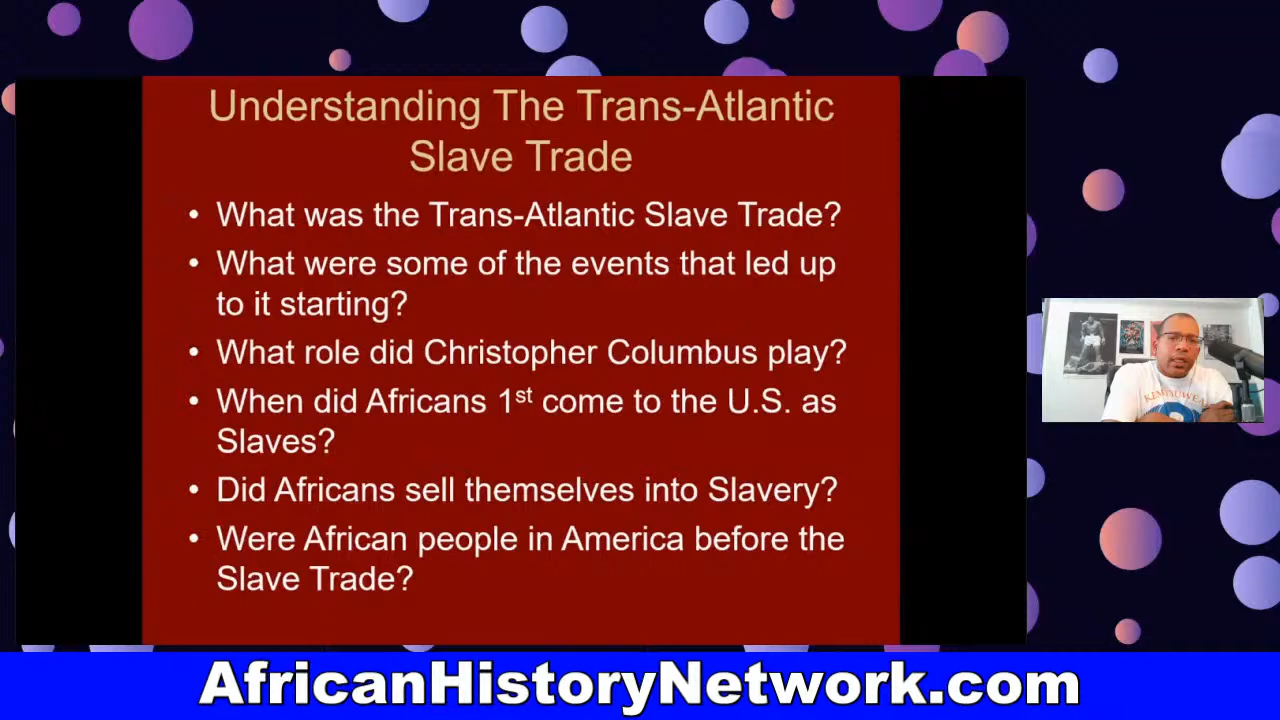 Understanding The Trans-Atlantic
Slave Trade
• What was the Trans-Atlantic Slave Trade?
• What were some of the events that led up
to it starting?
• What role did Christopher Columbus play?
• When did Africans 1st come to the U.S. as
Slaves?
• Did Africans sell themselves into Slavery?
• Were African people in America before the
Slave Trade?
AfricanHistoryNetwork.com